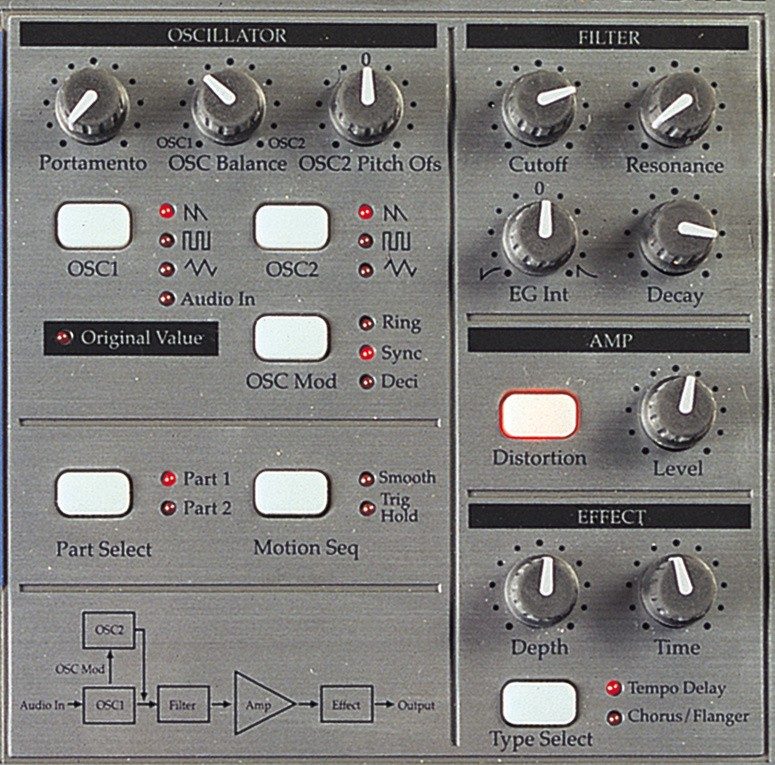 OSCILLATOR
0
OSC1 OSC2
Portamento OSC Balance OSC2 Pitch Ofs
OSC1
Audio In
OSC2
Original Value
OSC Mod
Ring
Sync
Deci
Part Select
Part 1
Part 2
Motion Seq
Smooth
Trig
Hold
OSC2
OSC Mod
Audio In OSC1 Filter Amp Effect Output
FILTER
Cutoff Resonance
0
EG Int Decay
AMP
Distortion Level
EFFECT
Depth Time
Type Select
Tempo Delay
Chorus/Flanger